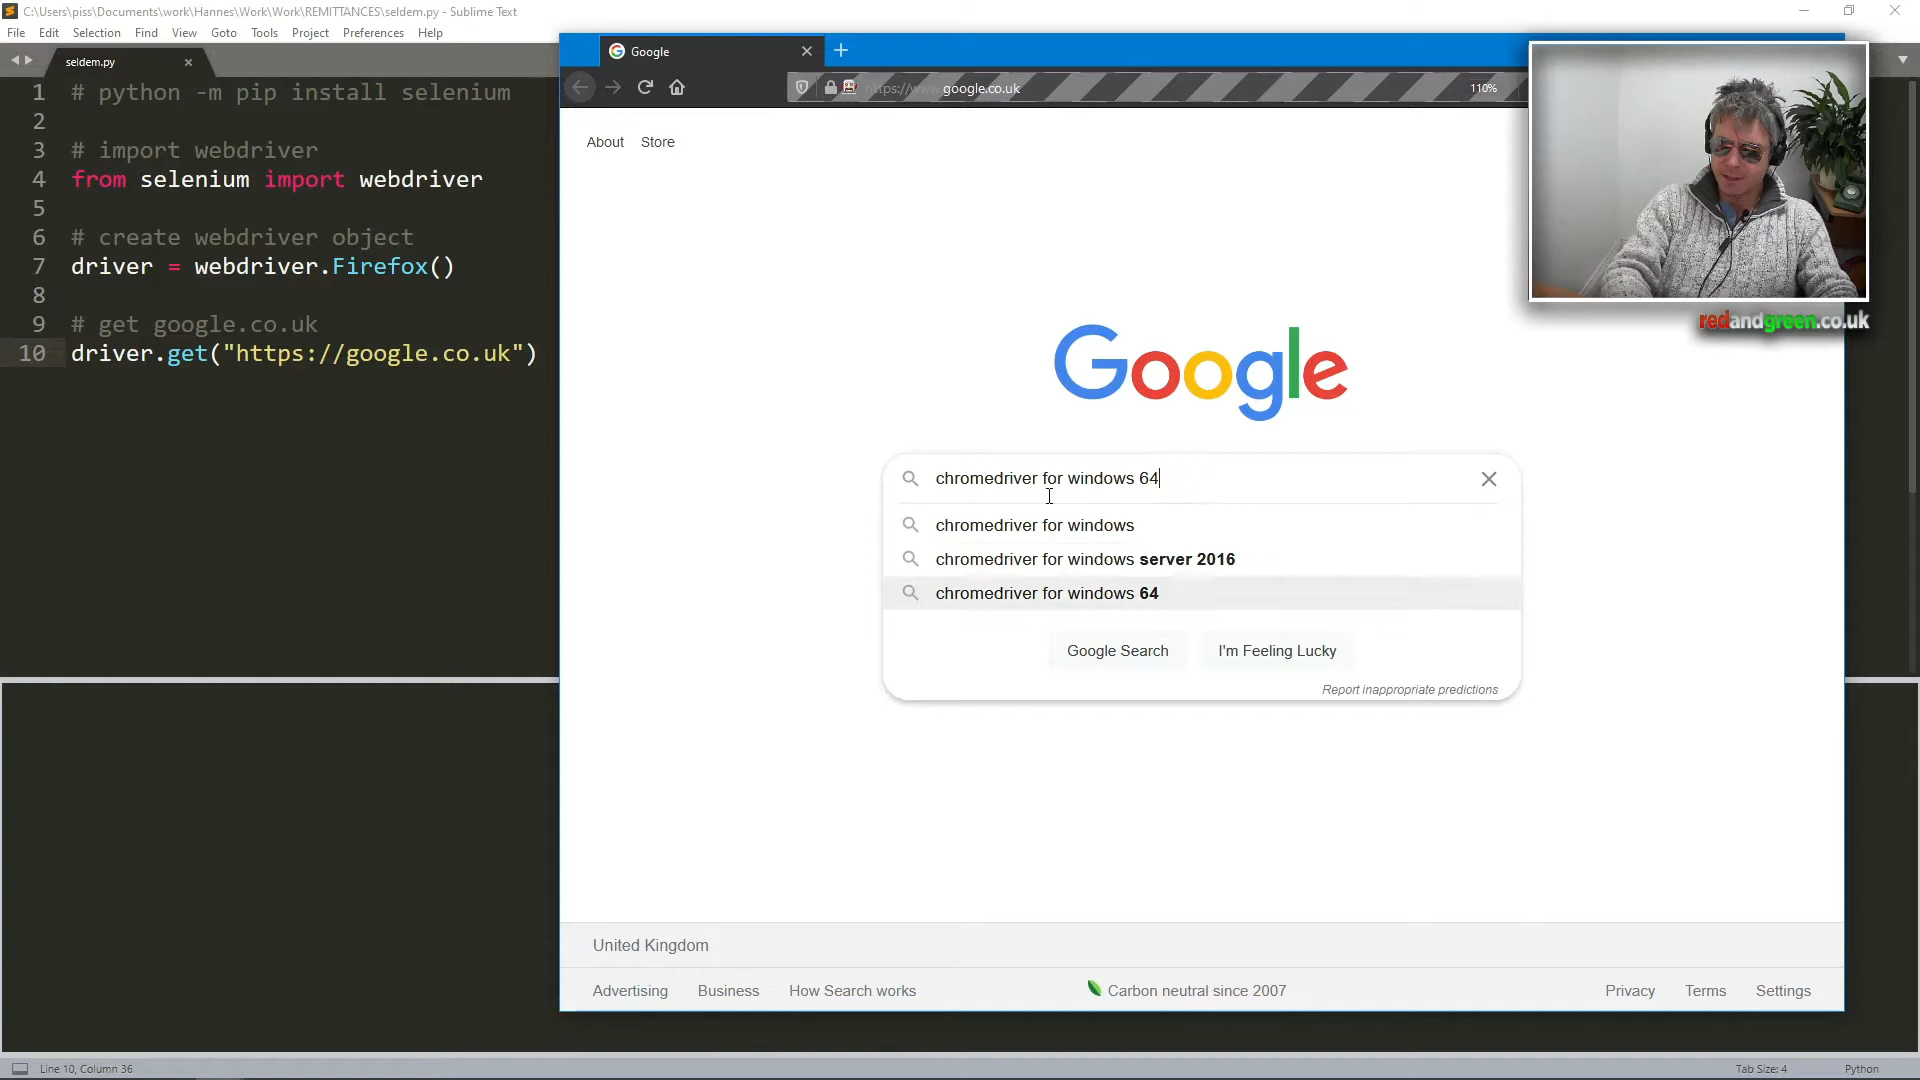 C:\Users\piss\Documents\work\Hannes\Work\Work\REMITTANCES\seldem.py - Sublime Text
File Edit Selection Find View Goto Tools Project Preferences Help
seldem.py
1 # python -m pip install selenium
2
3 # import webdriver
4 from selenium import webdriver
5
6 # create webdriver object
7 driver = webdriver.Firefox()
8
9 # get google.co.uk
10 driver.get("https://google.co.uk")
Google
https://www.google.co.uk
110%
About Store
redandgreen.co.uk
Google
chromedriver for windows 64
chromedriver for windows
chromedriver for windows server 2016
chromedriver for windows 64
Google Search I'm Feeling Lucky
Report inappropriate predictions
United Kingdom
Advertising Business How Search works Carbon neutral since 2007 Privacy Terms Settings
Line 10, Column 36 Tab Size: 4 Python